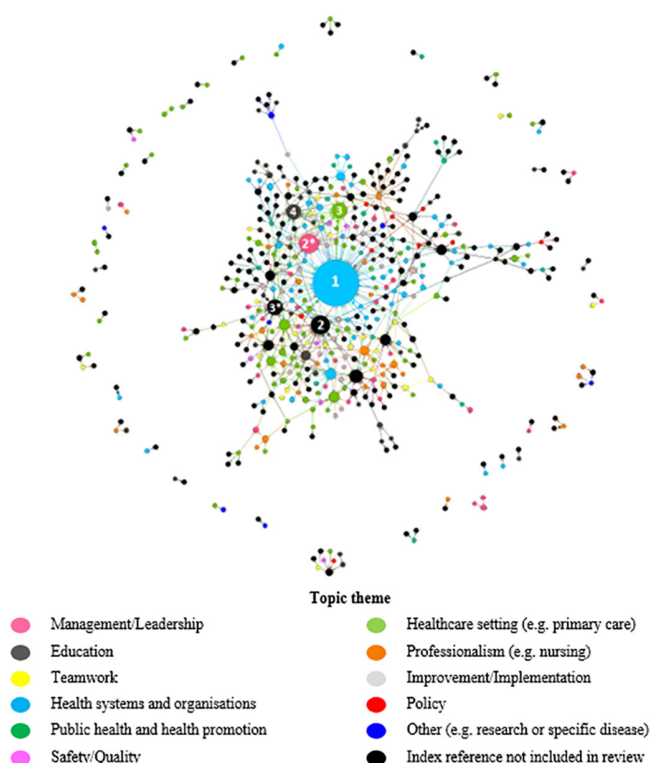 4
3
2*
1
3*
2
Topic theme
Management/Leadership
Education
Teamwork
Health systems and organisations
Public health and health promotion
Safety/Quality
Healthcare setting (e.g. primary care)
Professionalism (e.g. nursing)
Improvement/Implementation
Policy
Other (e.g. research or specific disease)
Index reference not included in review